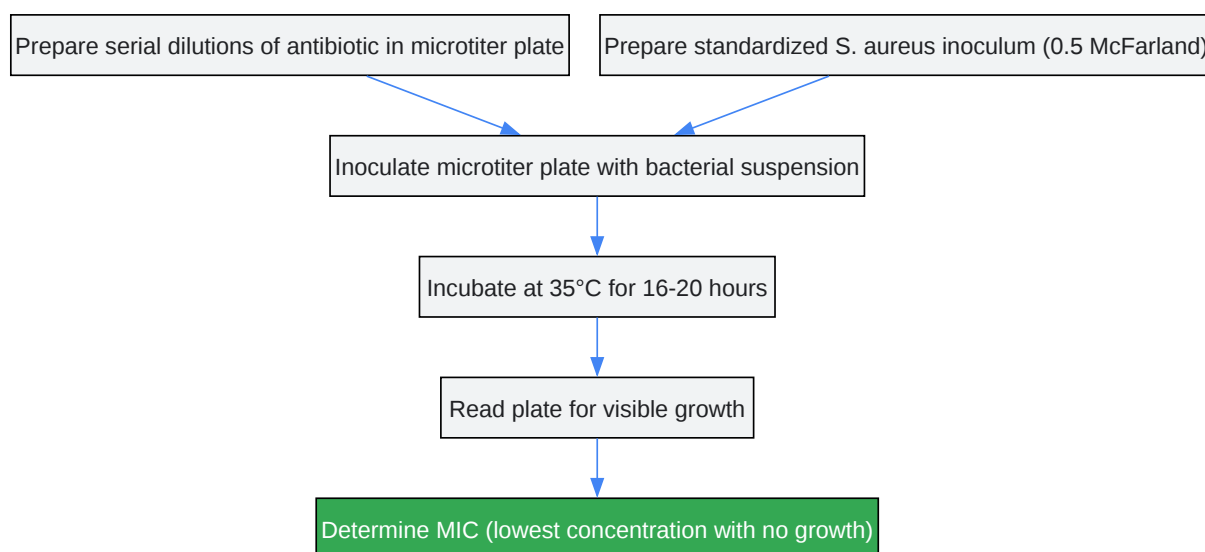 Prepare serial dilutions of antibiotic in microtiter plate
Prepare standardized S. aureus inoculum (0.5 McFarland)
Inoculate microtiter plate with bacterial suspension
Incubate at 35°C for 16-20 hours
Read plate for visible growth
Determine MIC (lowest concentration with no growth)